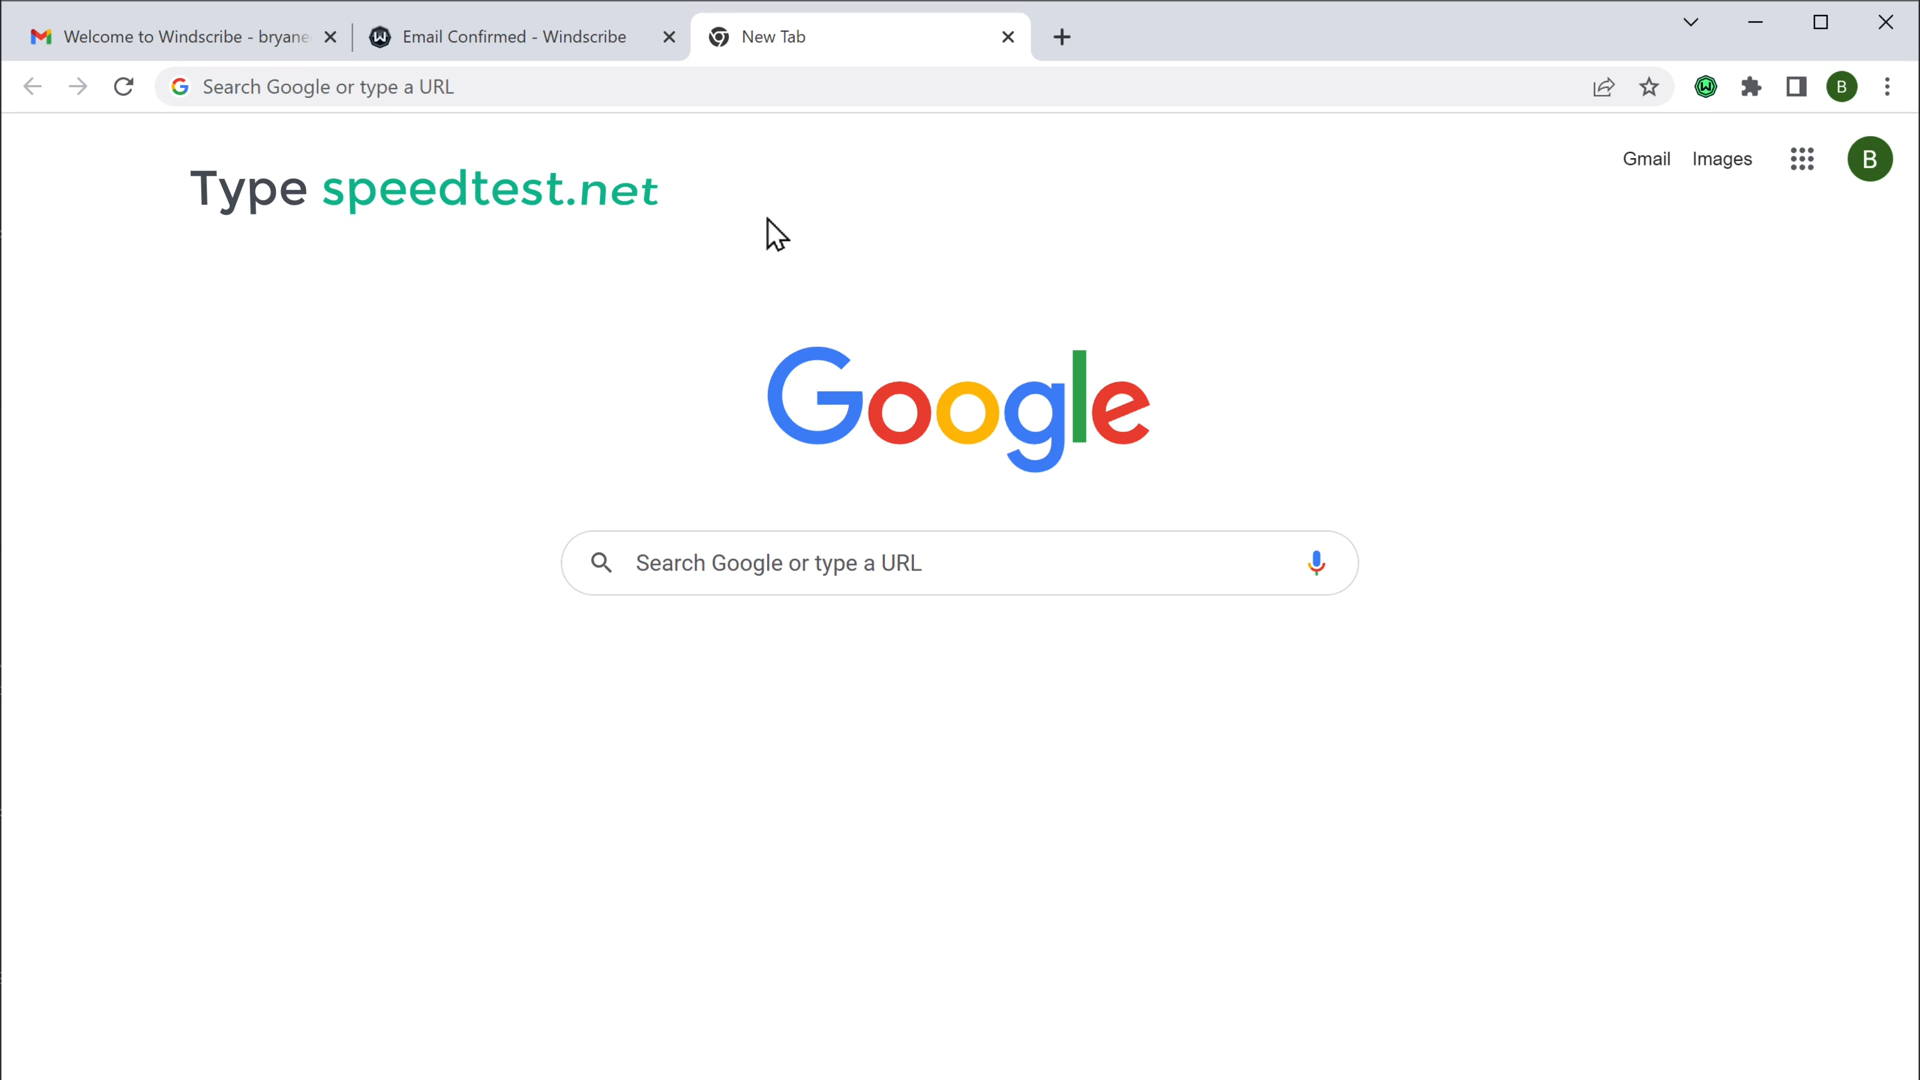 Welcome to Windscribe - bryane
Email Confirmed - Windscribe
New Tab
Search Google or type a URL
B
Gmail
Images
B
Type speedtest.net
Google
Search Google or type a URL